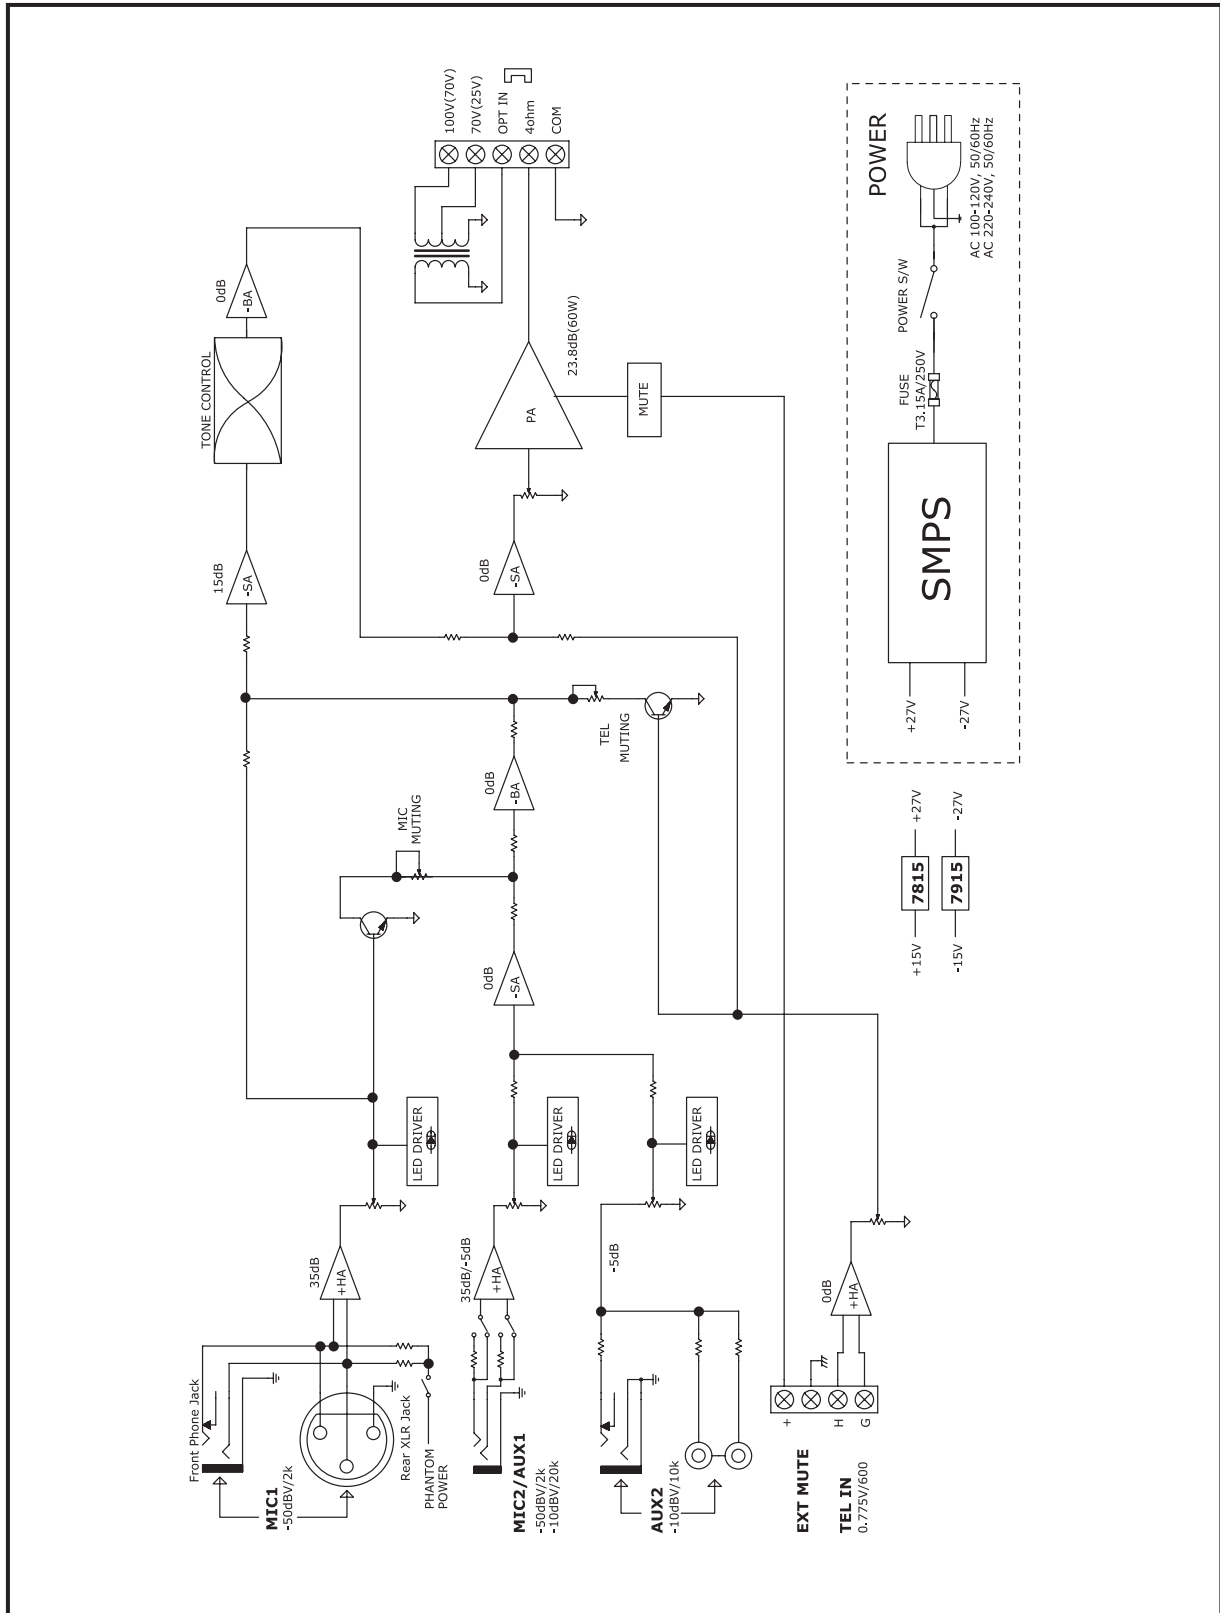 Front Phone Jack
MIC1
-50dBV/2k
Rear XLR Jack
PHANTOM
POWER
35dB
+HA
LED DRIVER
MIC2/AUX1
-50dBV/2k
-10dBV/20k
35dB/-5dB
+HA
LED DRIVER
AUX2
-10dBV/10k
-5dB
LED DRIVER
EXT MUTE
TEL IN
0.775V/600
+
H
G
0dB
+HA
0dB
-SA
MIC
MUTING
0dB
-BA
TEL
MUTING
15dB
-SA
TONE CONTROL
0dB
-BA
0dB
-SA
PA
23.8dB(60W)
MUTE
100V(70V)
70V(25V)
OPT IN
4ohm
COM
+15V
7815
+27V
-15V
7915
-27V
+27V
-27V
SMPS
FUSE
T3.15A/250V
POWER S/W
POWER
AC 100-120V, 50/60Hz
AC 220-240V, 50/60Hz